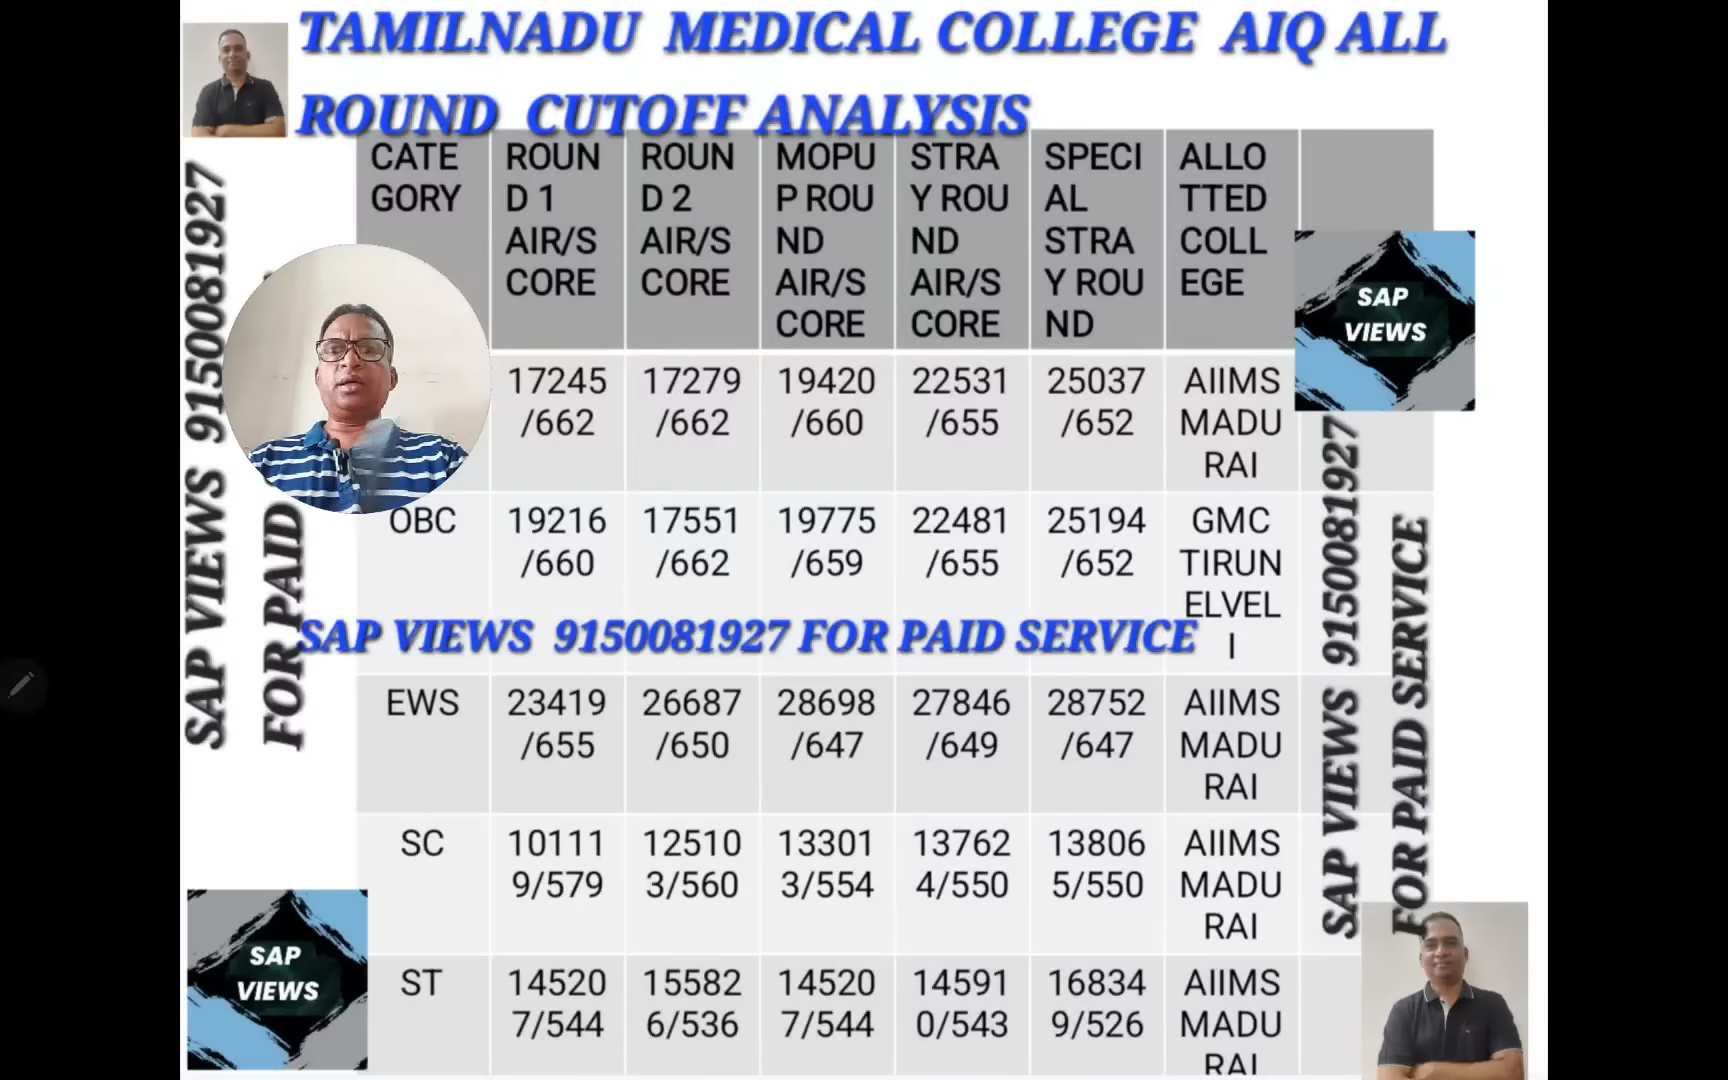 TAMILNADU MEDICAL COLLEGE AIQ ALL
ROUND CUTOFF ANALYSIS
CATE
GORY
ROUN
D 1
AIR/S
CORE
ROUN
D 2
AIR/S
CORE
MOPU
P ROU
ND
AIR/S
CORE
STRA
Y ROU
ND
AIR/S
CORE
SPECI
AL
STRA
Y ROU
ND
ALLO
TTED
COLL
EGE
17245
/662
17279
/662
19420
/660
22531
/655
25037
/652
AIIMS
MADU
RAI
OBC
19216
/660
17551
/662
19775
/659
22481
/655
25194
/652
GMC
TIRUN
ELVEL
I
SAP VIEWS 9150081927 FOR PAID SERVICE
EWS
23419
/655
26687
/650
28698
/647
27846
/649
28752
/647
AIIMS
MADU
RAI
SC
10111
9/579
12510
3/560
13301
3/554
13762
4/550
13806
5/550
AIIMS
MADU
RAI
ST
14520
7/544
15582
6/536
14520
7/544
14591
0/543
16834
9/526
AIIMS
MADU
RAI
SAP VIEWS 9150081927
FOR PAID
SAP VIEWS 9150081927
FOR PAID SERVICE
SAP
VIEWS
SAP
VIEWS